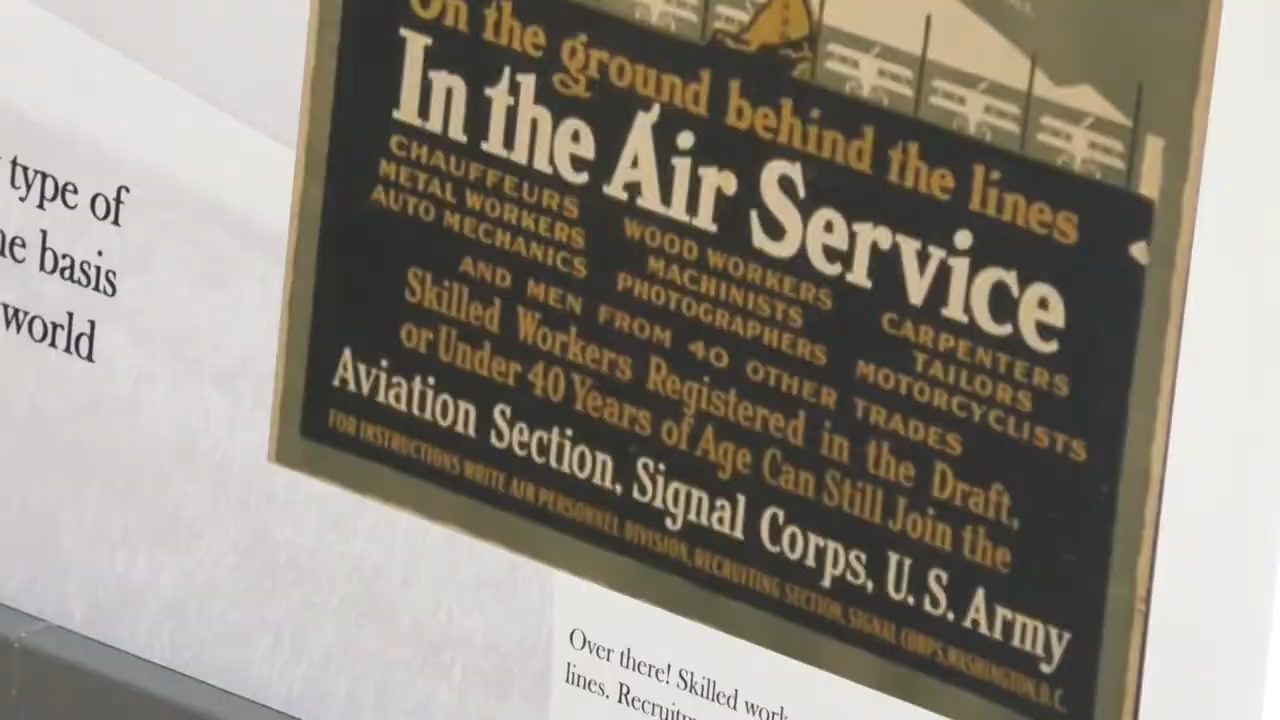 type of
basis
world
On the ground behind the lines
In the Air Service
CHAUFFEURS
METAL WORKERS
AUTO MECHANICS
WOOD WORKERS
MACHINISTS
PHOTOGRAPHERS
CARPENTERS
TAILORS
MOTORCYCLISTS
AND MEN FROM 40 OTHER TRADES
Skilled Workers Registered in the Draft,
or Under 40 Years of Age Can Still Join the
Aviation Section, Signal Corps, U. S. Army
FOR INSTRUCTIONS WRITE AIR PERSONNEL DIVISION, RECRUITING SECTION, SIGNAL CORPS, WASHINGTON, D.C.
Over there! Skilled
lines.